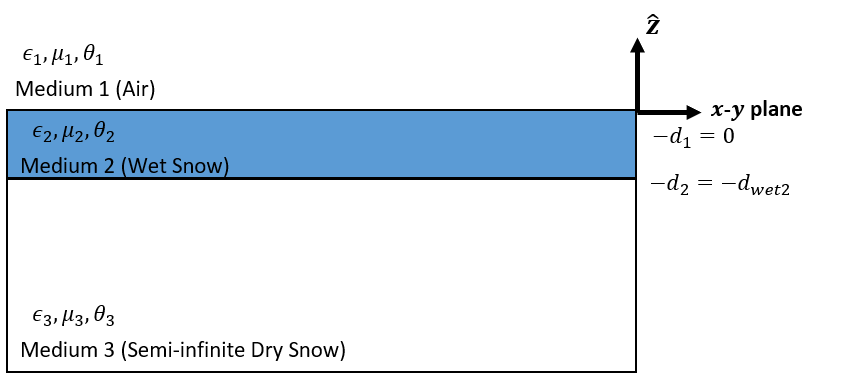 ẑ
ϵ₁, μ₁, θ₁
Medium 1 (Air)
x-y plane
ϵ₂, μ₂, θ₂
−d₁ = 0
Medium 2 (Wet Snow)
−d₂ = −d_wet2
ϵ₃, μ₃, θ₃
Medium 3 (Semi-infinite Dry Snow)